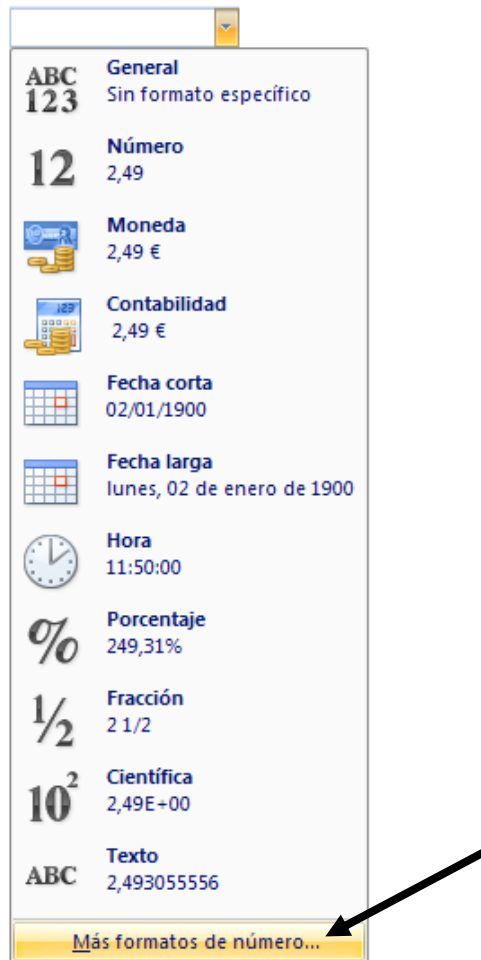 ABC
123
General
Sin formato específico
12
Número
2,49
Moneda
2,49 €
123
Contabilidad
2,49 €
Fecha corta
02/01/1900
Fecha larga
lunes, 02 de enero de 1900
Hora
11:50:00
%
Porcentaje
249,31%
1/2
Fracción
2 1/2
10²
Científica
2,49E+00
ABC
Texto
2,493055556
Más formatos de número...